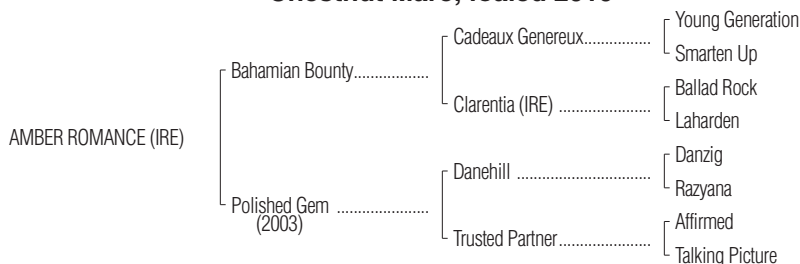 Chestnut Mare, foaled
Young Generation
Cadeaux Genereux
Smarten Up
Bahamian Bounty
Ballad Rock
Clarentia (IRE)
Laharden
AMBER ROMANCE (IRE)
Danzig
Danehill
Razyana
Polished Gem
(2003)
Affirmed
Trusted Partner
Talking Picture